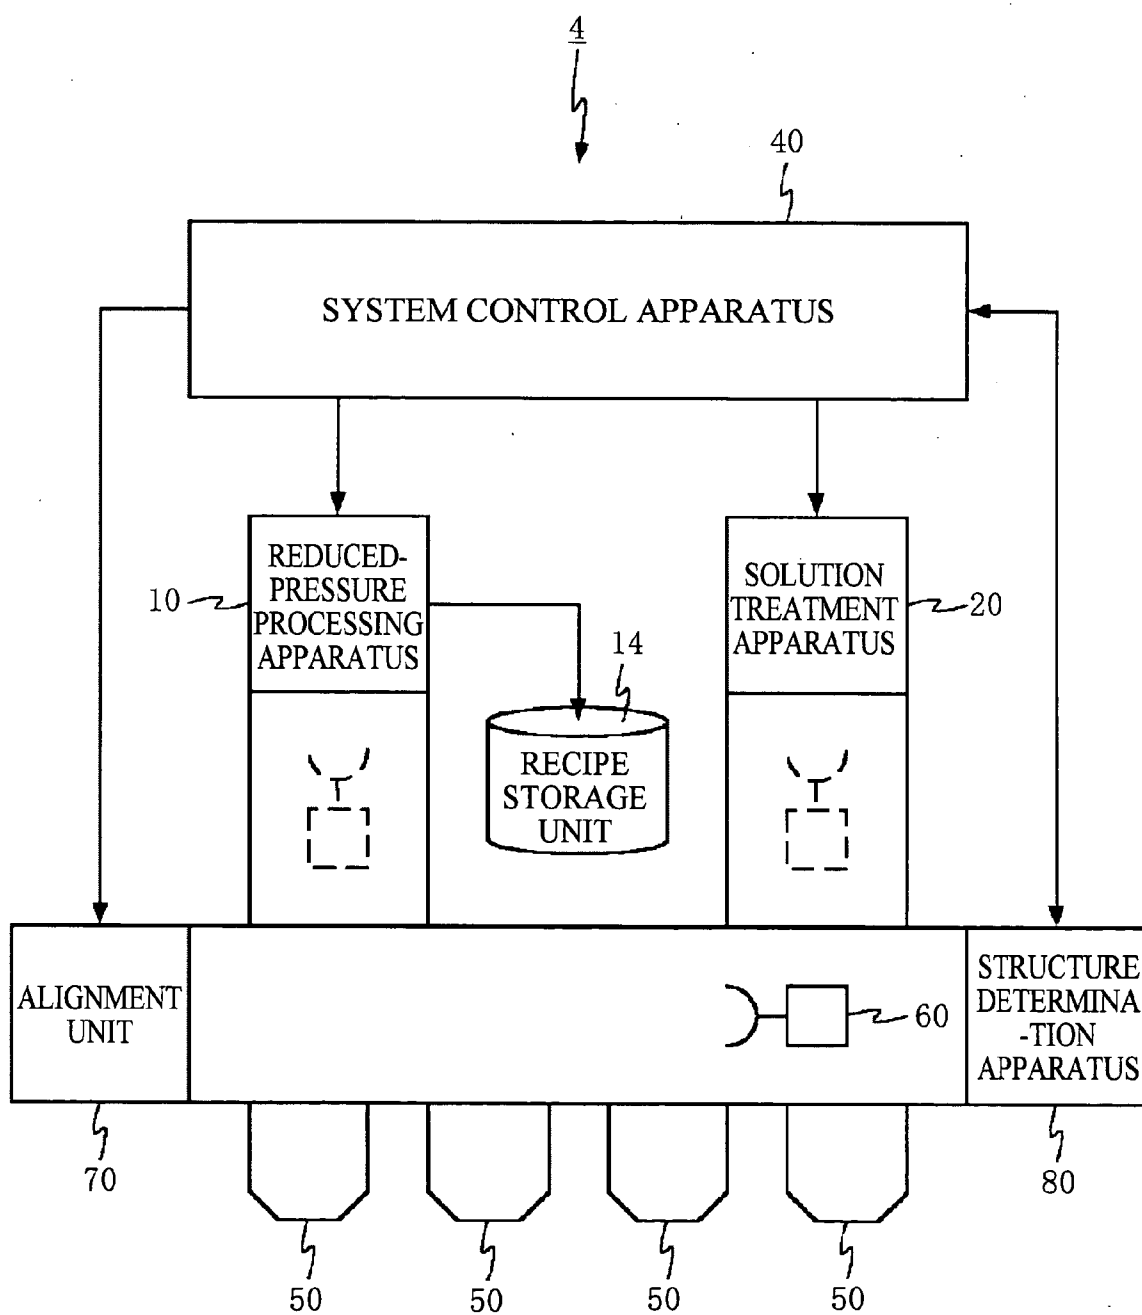 4
40
SYSTEM CONTROL APPARATUS
REDUCED-
PRESSURE
PROCESSING
APPARATUS
10
SOLUTION
TREATMENT
APPARATUS
20
14
RECIPE
STORAGE
UNIT
ALIGNMENT
UNIT
60
STRUCTURE
DETERMINA
-TION
APPARATUS
70
80
50
50
50
50